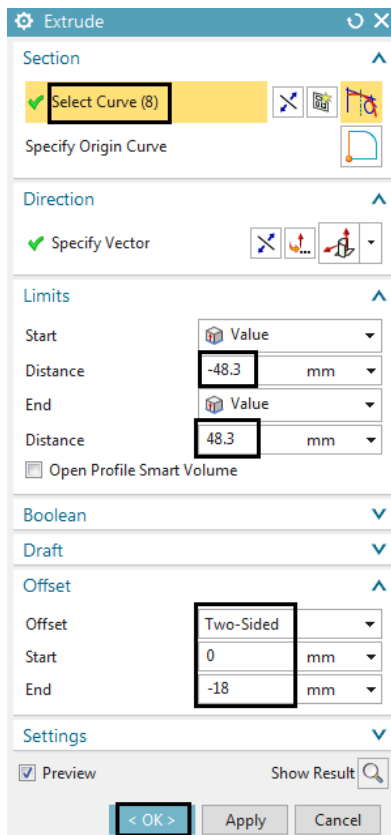 Extrude
Section
Select Curve (8)
Specify Origin Curve
Direction
Specify Vector
Limits
Start Value
Distance -48.3 mm
End Value
Distance 48.3 mm
Open Profile Smart Volume
Boolean
Draft
Offset
Offset Two-Sided
Start 0 mm
End -18 mm
Settings
Preview Show Result
< OK > Apply Cancel